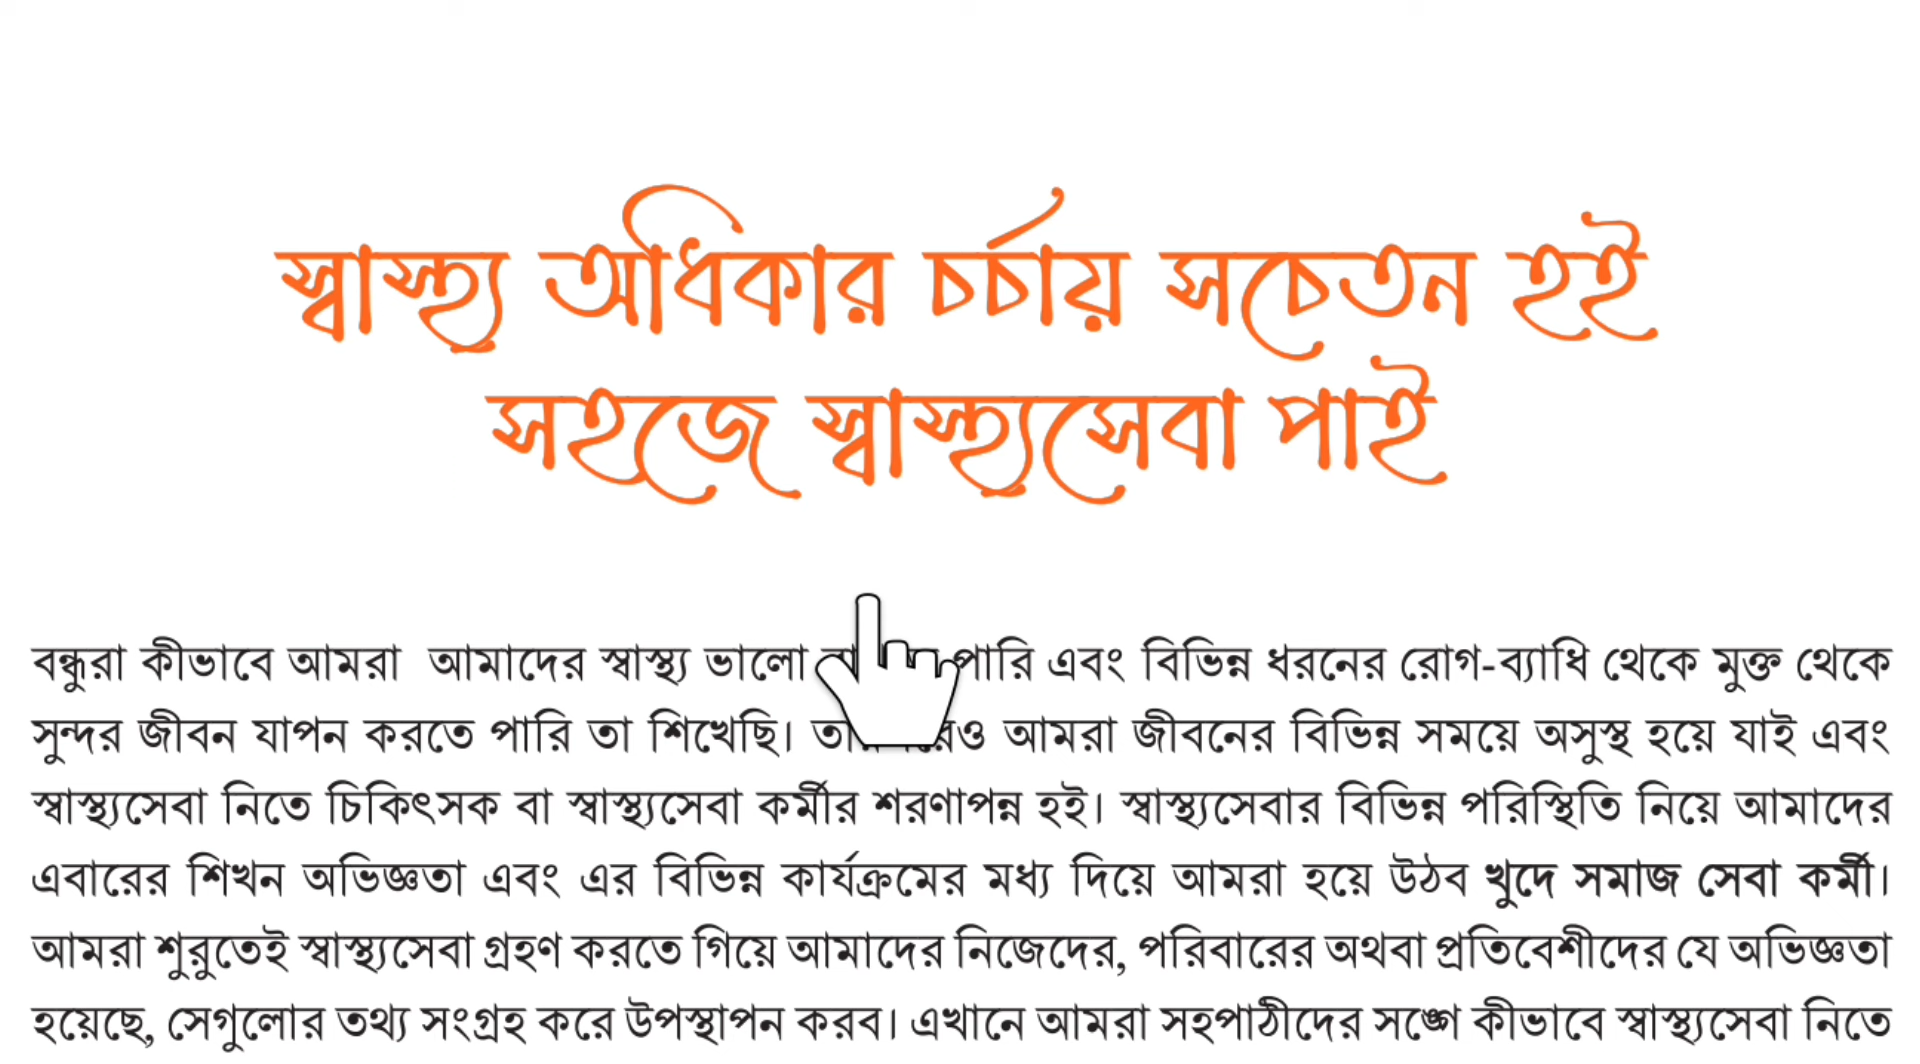 স্বাস্থ্য অধিকার চর্চায় সচেতন হই
সহজে স্বাস্থ্যসেবা পাই
বন্ধুরা কীভাবে আমরা আমাদের স্বাস্থ্য ভালো পারি এবং বিভিন্ন ধরনের রোগ-ব্যাধি থেকে মুক্ত থেকে
সুন্দর জীবন যাপন করতে পারি তা শিখেছি। আমরা জীবনের বিভিন্ন সময়ে অসুস্থ হয়ে যাই এবং
স্বাস্থ্যসেবা নিতে চিকিৎসক বা স্বাস্থ্যসেবা কর্মীর শরণাপন্ন হই। স্বাস্থ্যসেবার বিভিন্ন পরিস্থিতি নিয়ে আমাদের
এবারের শিখন অভিজ্ঞতা এবং এর বিভিন্ন কার্যক্রমের মধ্য দিয়ে আমরা হয়ে উঠব খুদে সমাজ সেবা কর্মী।
আমরা শুরুতেই স্বাস্থ্যসেবা গ্রহণ করতে গিয়ে আমাদের নিজেদের, পরিবারের অথবা প্রতিবেশীদের যে অভিজ্ঞতা
হয়েছে, সেগুলোর তথ্য সংগ্রহ করে উপস্থাপন করব। এখানে আমরা সহপাঠীদের সঙ্গে কীভাবে স্বাস্থ্যসেবা নিতে